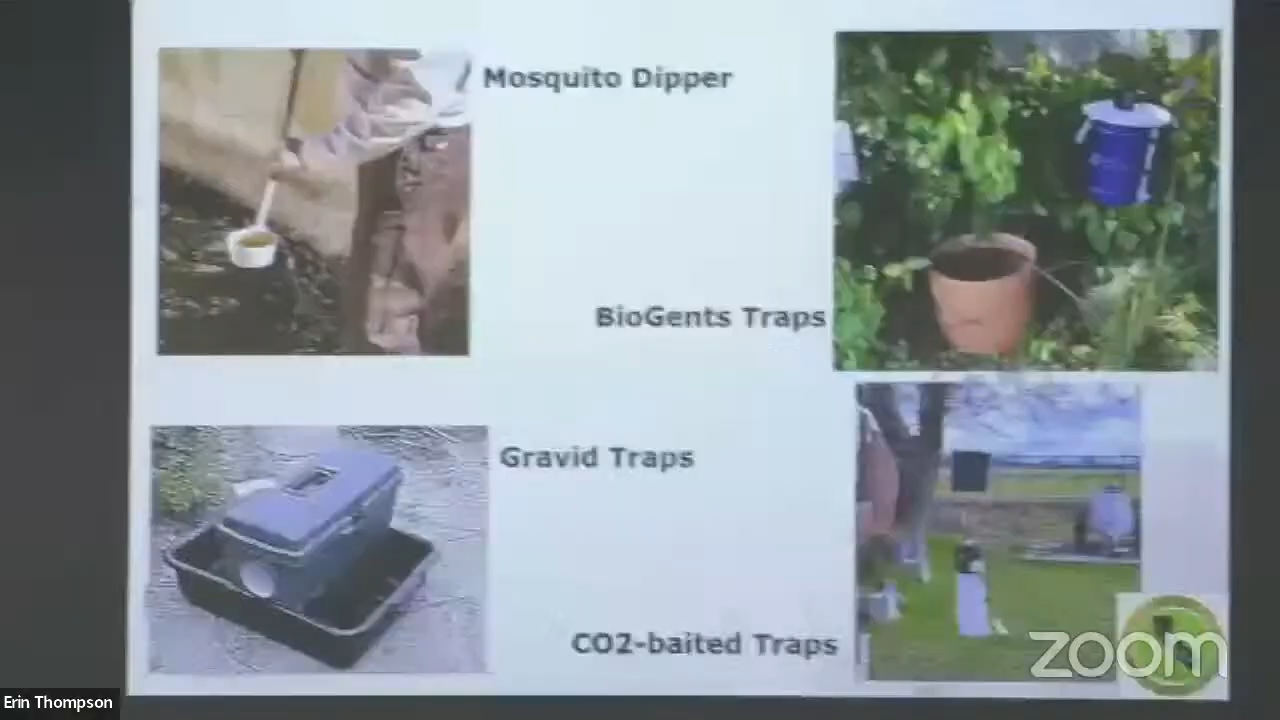 Mosquito Dipper
BioGents Traps
Gravid Traps
CO2-baited Traps
zoom
Erin Thompson